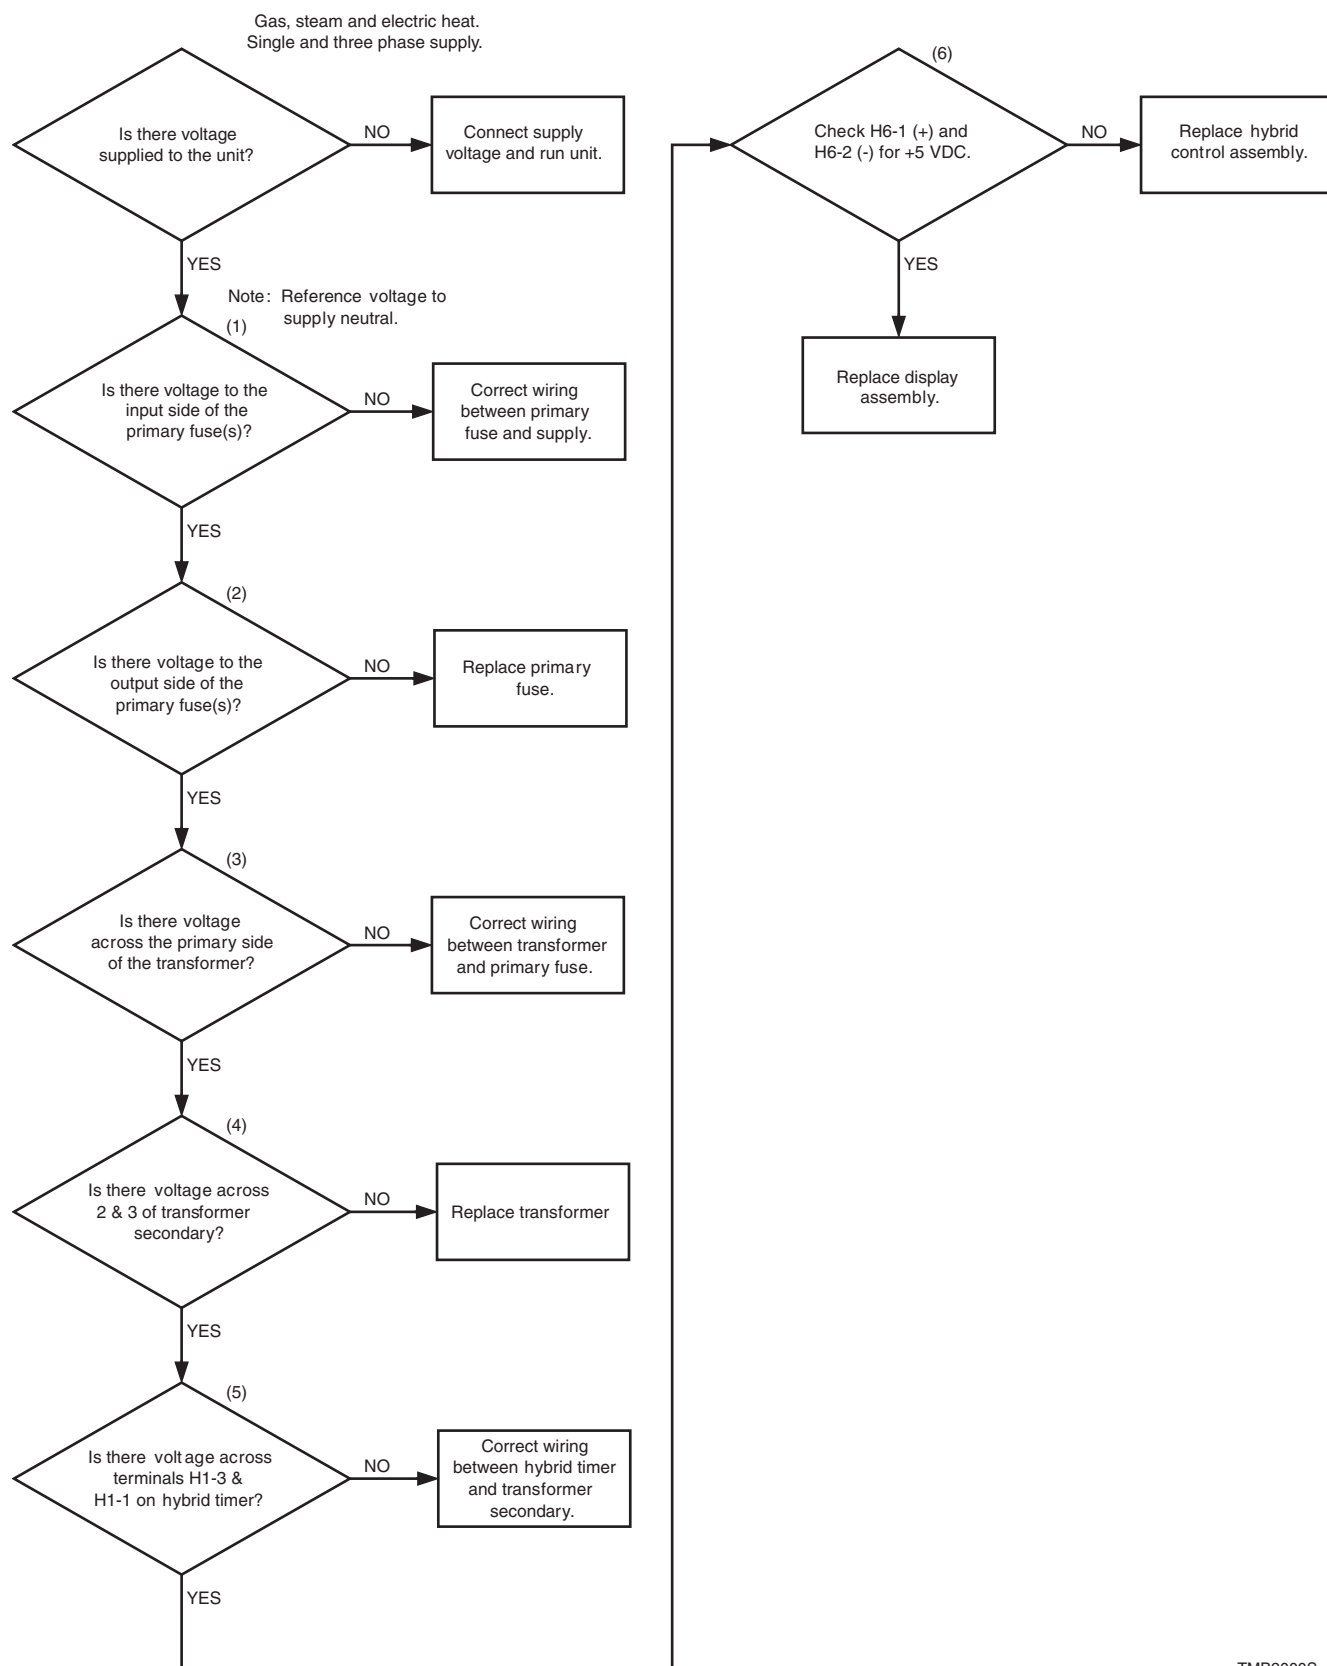 Gas, steam and electric heat.
Single and three phase supply.
Is there voltage
supplied to the unit?
NO
Connect supply
voltage and run unit.
YES
Note: Reference voltage to
supply neutral.
(1)
Is there voltage to the
input side of the
primary fuse(s)?
NO
Correct wiring
between primary
fuse and supply.
YES
(2)
Is there voltage to the
output side of the
primary fuse(s)?
NO
Replace primary
fuse.
YES
(3)
Is there voltage
across the primary side
of the transformer?
NO
Correct wiring
between transformer
and primary fuse.
YES
(4)
Is there voltage across
2 & 3 of transformer
secondary?
NO
Replace transformer
YES
(5)
Is there voltage across
terminals H1-3 &
H1-1 on hybrid timer?
NO
Correct wiring
between hybrid timer
and transformer
secondary.
YES
(6)
Check H6-1 (+) and
H6-2 (-) for +5 VDC.
NO
Replace hybrid
control assembly.
YES
Replace display
assembly.